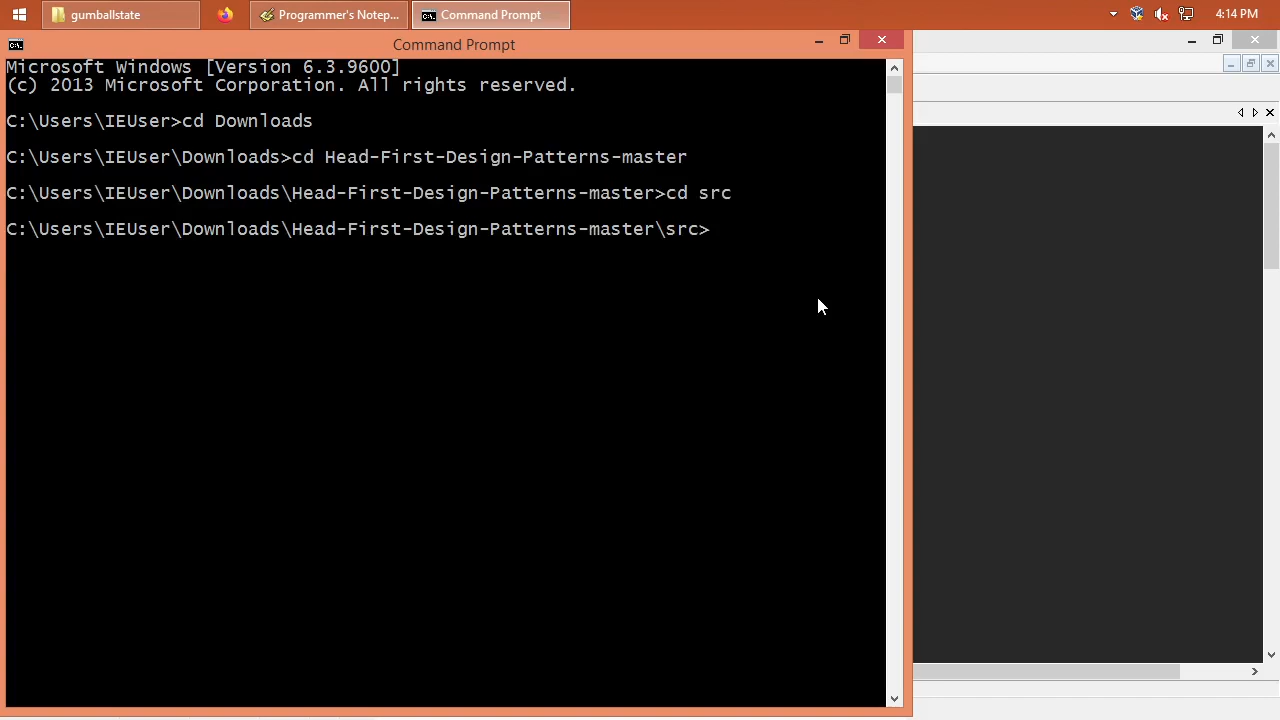 gumballstate
Programmer's Notep...
Command Prompt
4:14 PM
Command Prompt
Microsoft Windows [Version 6.3.9600]
(c) 2013 Microsoft Corporation. All rights reserved.
C:\Users\IEUser>cd Downloads
C:\Users\IEUser\Downloads>cd Head-First-Design-Patterns-master
C:\Users\IEUser\Downloads\Head-First-Design-Patterns-master>cd src
C:\Users\IEUser\Downloads\Head-First-Design-Patterns-master\src>